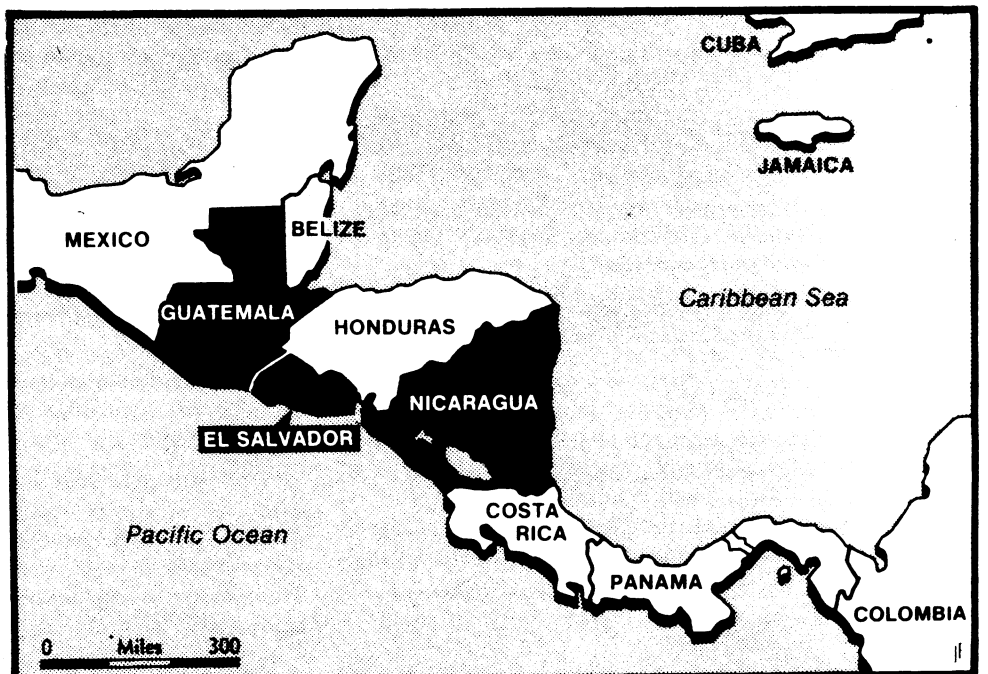 CUBA
JAMAICA
MEXICO
BELIZE
Caribbean Sea
GUATEMALA
HONDURAS
NICARAGUA
EL SALVADOR
COSTA
RICA
Pacific Ocean
PANAMA
COLOMBIA
0 Miles 300